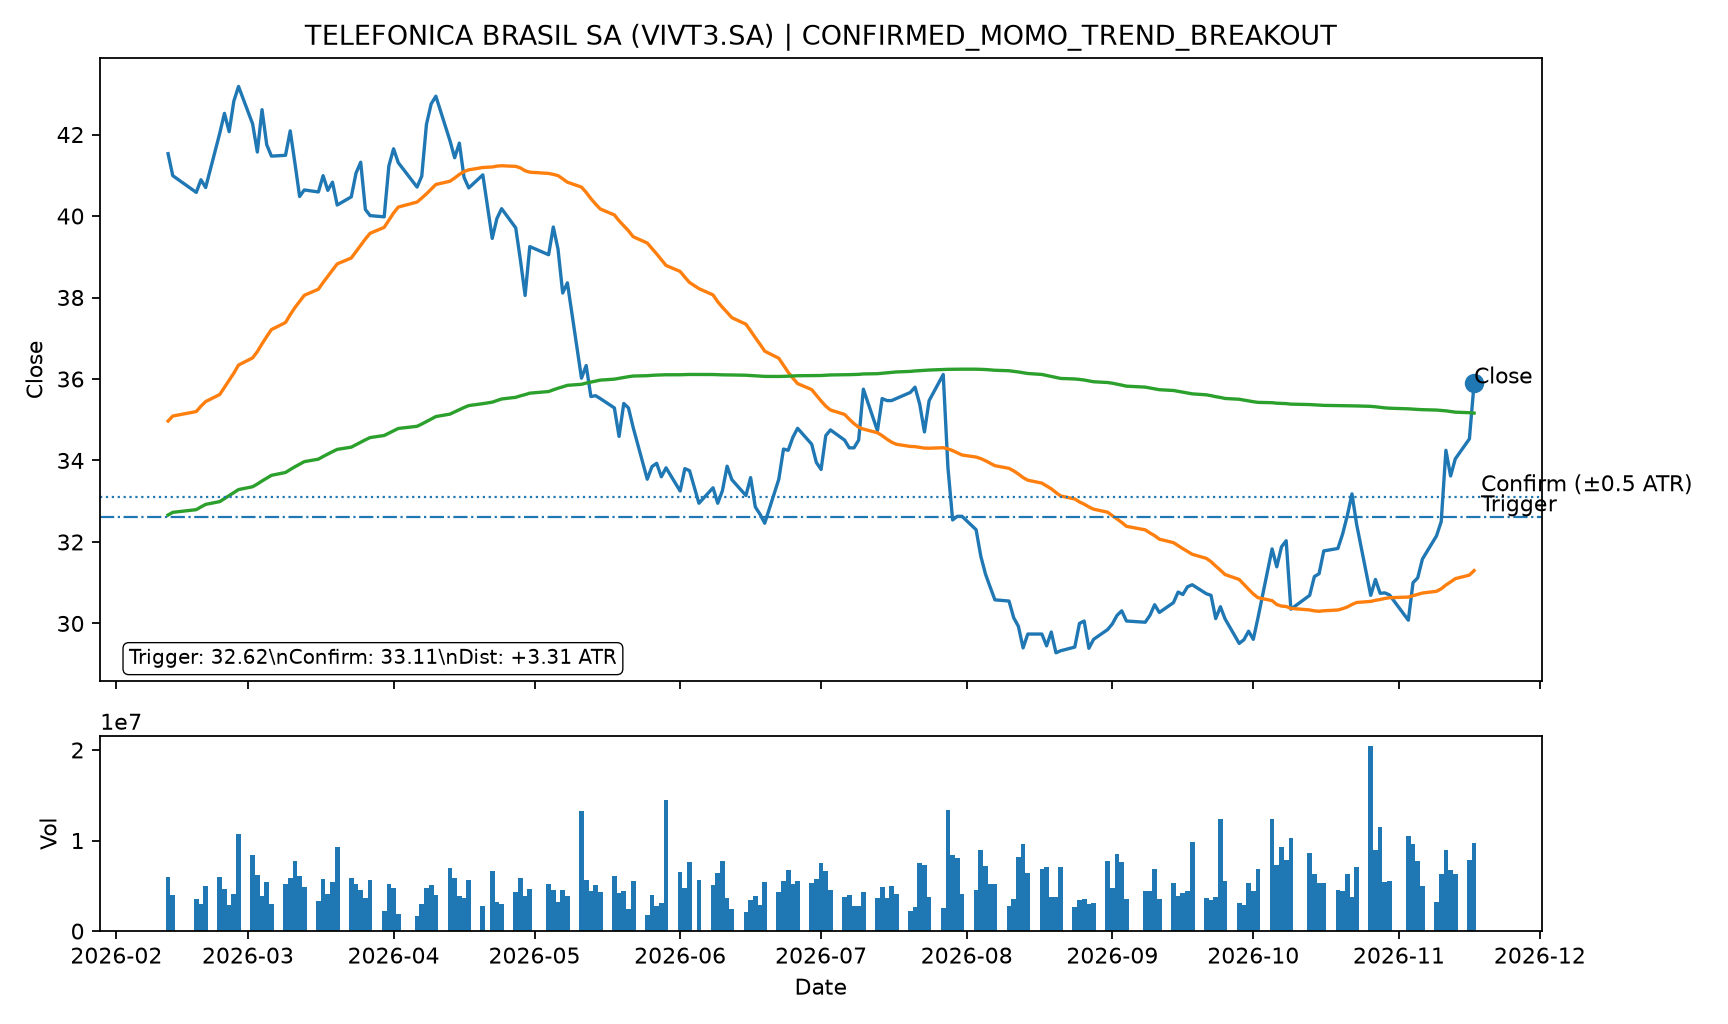 TELEFONICA BRASIL SA (VIVT3.SA) | CONFIRMED_MOMO_TREND_BREAKOUT
Close
42
40
38
36
34
32
30
Close
Confirm (±0.5 ATR)
Trigger
Trigger: 32.62\nConfirm: 33.11\nDist: +3.31 ATR
1e7
Vol
2
1
0
2026-02 2026-03 2026-04 2026-05 2026-06 2026-07 2026-08 2026-09 2026-10 2026-11 2026-12
Date